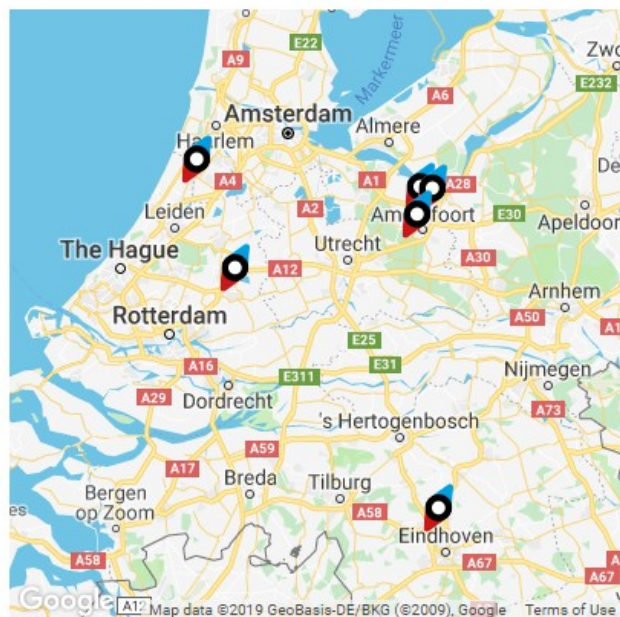 E22
A9
Markermeer
Zwo
E232
A6
Amsterdam
Almere
Haarlem
A4
A1
A28
De
Leiden
A2
Amersfoort
E30
Apeldoor
The Hague
Utrecht
A12
A30
Arnhem
Rotterdam
A50
E25
A1
A16
E311
E31
Nijmegen
A29
Dordrecht
A73
's Hertogenbosch
A59
A17
Breda
Tilburg
Bergen
op Zoom
A58
Eindhoven
es
A58
A67
A67
Google
A12
Map data ©2019 GeoBasis-DE/BKG (©2009), Google
Terms of Use